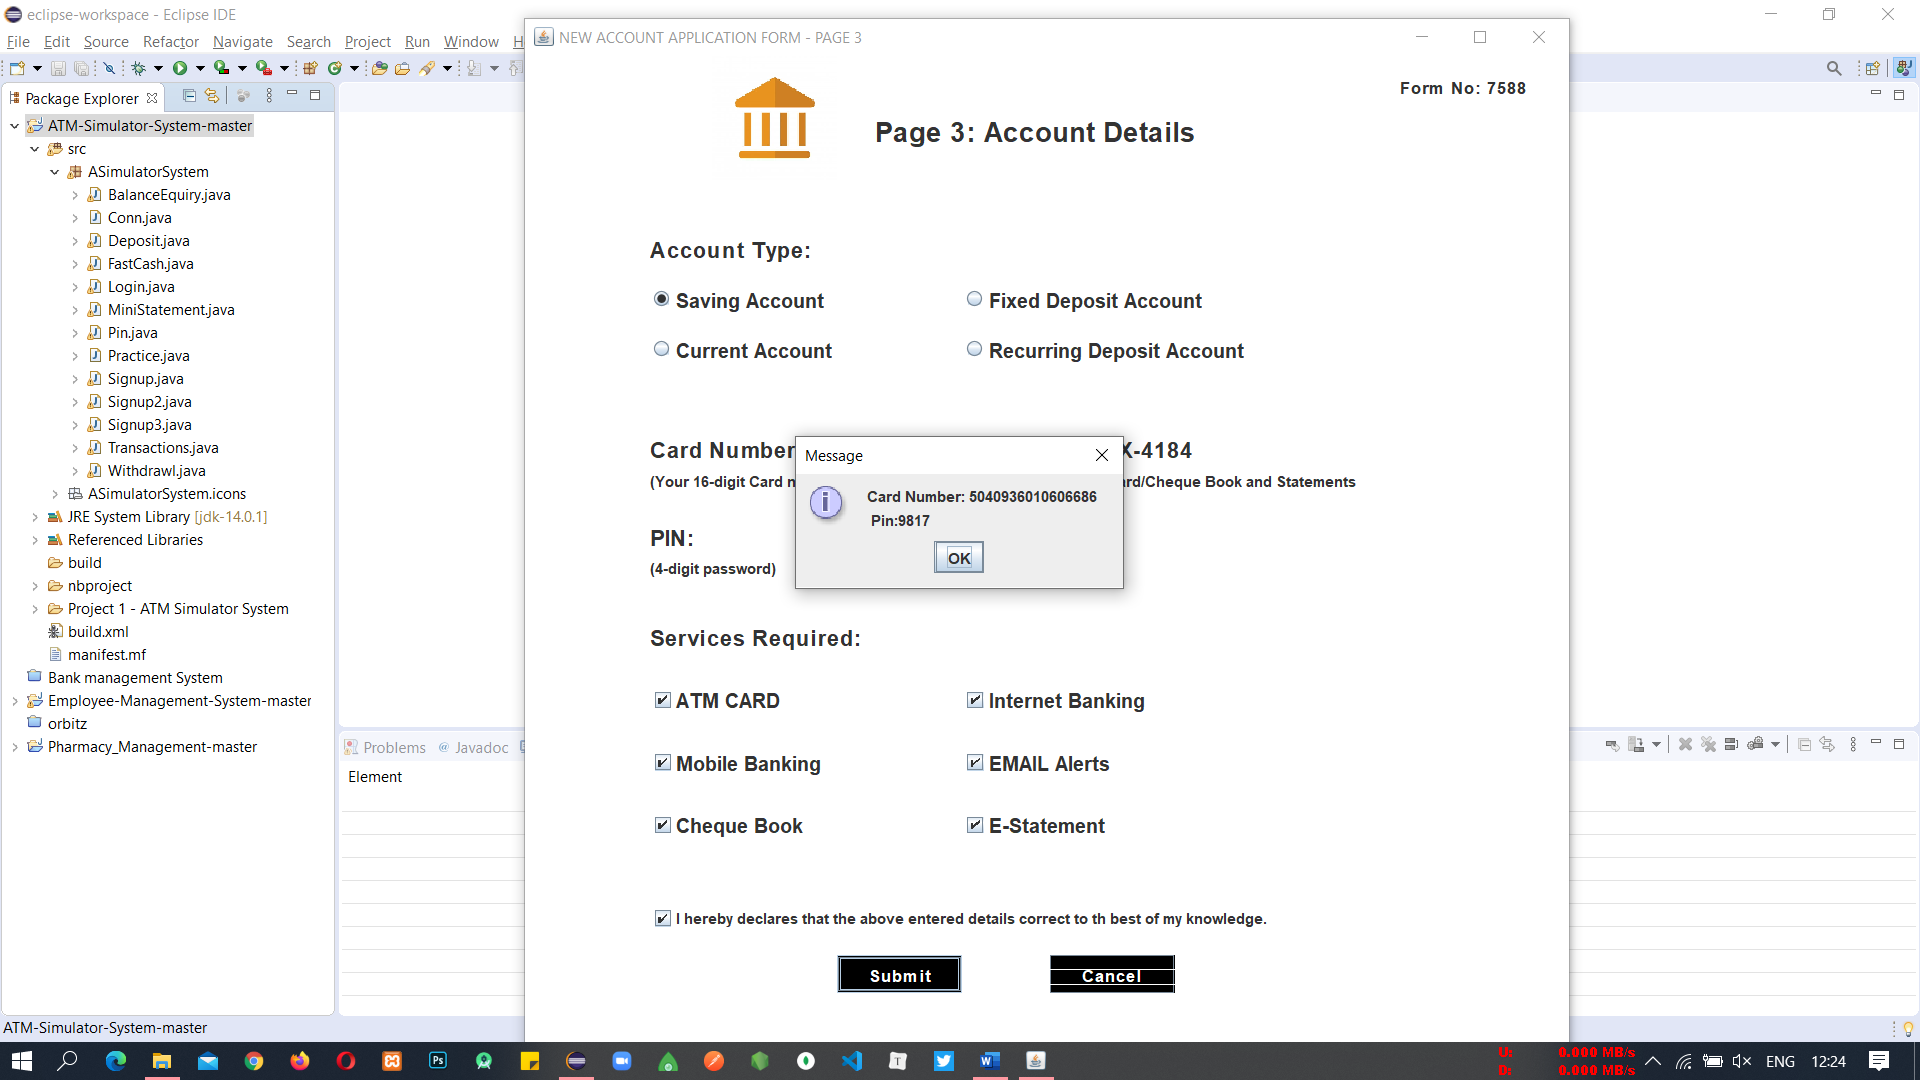 eclipse-workspace - Eclipse IDE
File Edit Source Refactor Navigate Search Project Run Window H
Package Explorer
ATM-Simulator-System-master
src
ASimulatorSystem
BalanceEquiry.java
Conn.java
Deposit.java
FastCash.java
Login.java
MiniStatement.java
Pin.java
Practice.java
Signup.java
Signup2.java
Signup3.java
Transactions.java
Withdrawl.java
ASimulatorSystem.icons
JRE System Library [jdk-14.0.1]
Referenced Libraries
build
nbproject
Project 1 - ATM Simulator System
build.xml
manifest.mf
Bank management System
Employee-Management-System-master
orbitz
Pharmacy_Management-master
Problems @ Javadoc
Element
NEW ACCOUNT APPLICATION FORM - PAGE 3
Form No: 7588
Page 3: Account Details
Account Type:
Saving Account Fixed Deposit Account
Current Account Recurring Deposit Account
Card Number X-4184
(Your 16-digit Card n rd/Cheque Book and Statements
PIN:
(4-digit password)
Message
Card Number: 5040936010606686
Pin:9817
OK
Services Required:
ATM CARD Internet Banking
Mobile Banking EMAIL Alerts
Cheque Book E-Statement
I hereby declares that the above entered details correct to th best of my knowledge.
Submit Cancel
ATM-Simulator-System-master
U: 0.000 MB/s
D: 0.000 MB/s
ENG 12:24